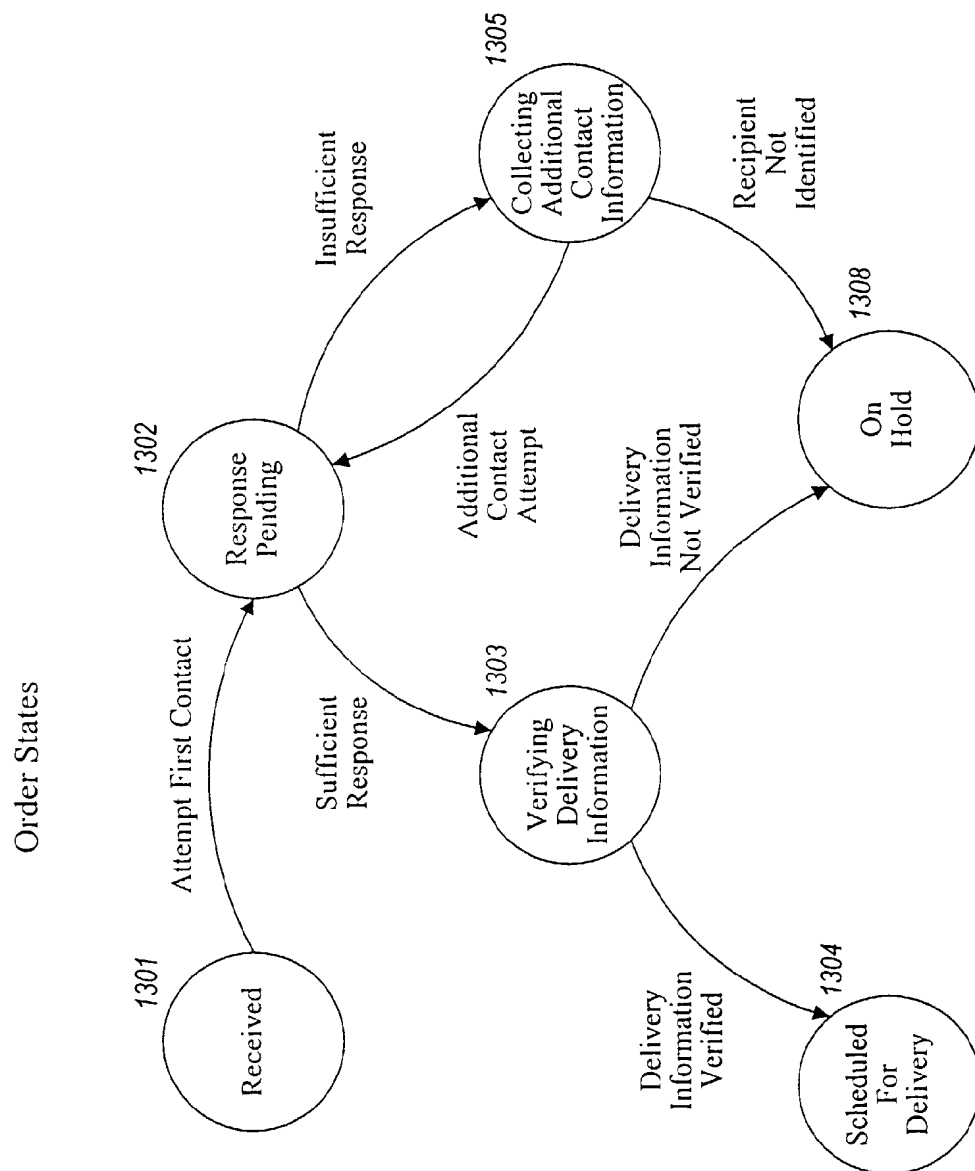 Order States
1301
Received
Attempt First Contact
1302
Response
Pending
Insufficient
Response
1305
Collecting
Additional
Contact
Information
Sufficient
Response
Additional
Contact
Attempt
1303
Verifying
Delivery
Information
Delivery
Information
Not Verified
Recipient
Not
Identified
Delivery
Information
Verified
1304
Scheduled
For
Delivery
1308
On
Hold